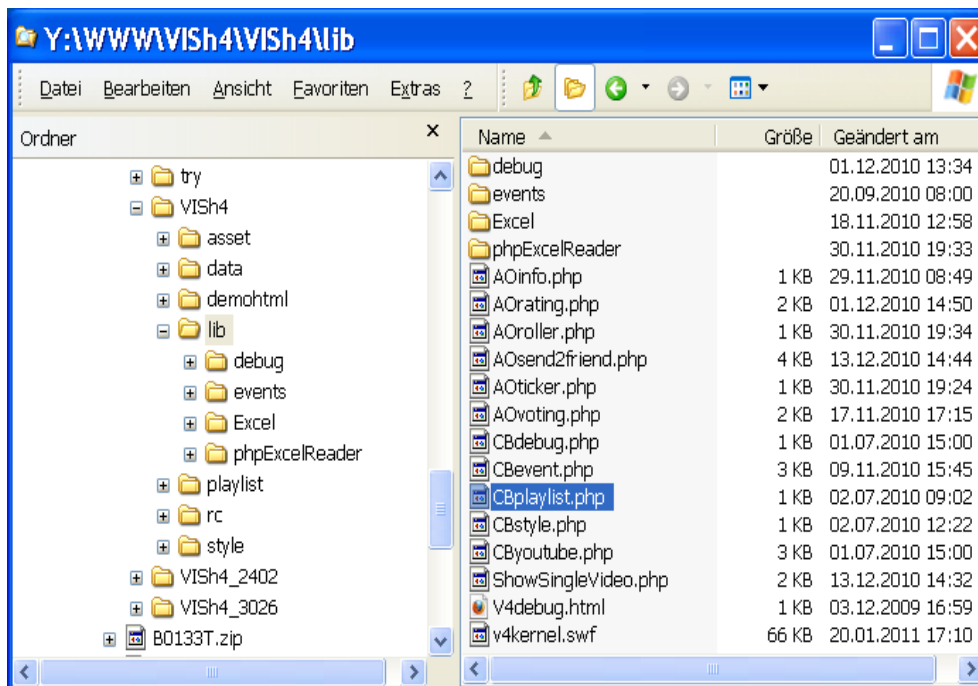 Y:\WWW\VISh4\VISh4\lib
Datei Bearbeiten Ansicht Favoriten Extras ?
Ordner x
try
VISh4
asset
data
demohtml
lib
debug
events
Excel
phpExcelReader
playlist
rc
style
VISh4_2402
VISh4_3026
B0133T.zip
Name Größe Geändert am
debug 01.12.2010 13:34
events 20.09.2010 08:00
Excel 18.11.2010 12:58
phpExcelReader 30.11.2010 19:33
AOinfo.php 1 KB 29.11.2010 08:49
AOrating.php 2 KB 01.12.2010 14:50
AOroller.php 1 KB 30.11.2010 19:34
AOsend2friend.php 4 KB 13.12.2010 14:44
AOticker.php 1 KB 30.11.2010 19:24
AOvoting.php 2 KB 17.11.2010 17:15
CBdebug.php 1 KB 01.07.2010 15:00
CBevent.php 3 KB 09.11.2010 15:45
CBplaylist.php 1 KB 02.07.2010 09:02
CBstyle.php 1 KB 02.07.2010 12:22
CByoutube.php 3 KB 01.07.2010 15:00
ShowSingleVideo.php 2 KB 13.12.2010 14:32
V4debug.html 1 KB 03.12.2009 16:59
v4kernel.swf 66 KB 20.01.2011 17:10